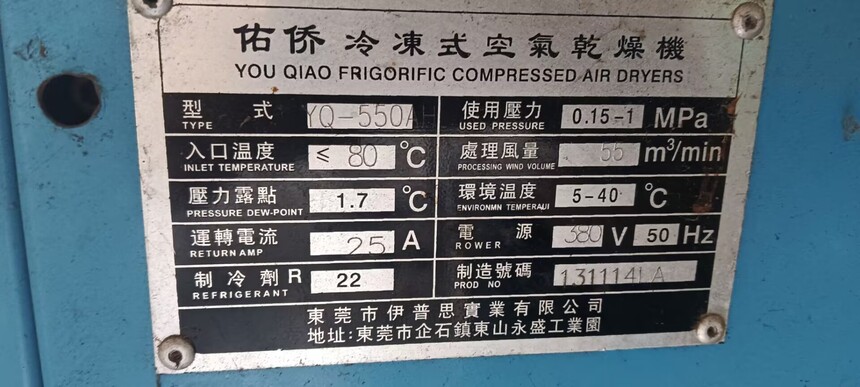 佑侨 冷凍式空氣乾燥機
YOU QIAO FRIGORIFIC COMPRESSED AIR DRYERS
型 式 TYPE YQ-550AH
使用壓力 USED PRESSURE 0.15-1 MPa
入口温度 INLET TEMPERATURE ≤ 80 °C
處理風量 PROCESSING WIND VOLUME 55 m³/min
壓力露點 PRESSURE DEW-POINT 1.7 °C
環境温度 ENVIRONMN TEMPERAUI 5-40 °C
運轉電流 RETURN AMP 25 A
電 源 ROWER 380 V 50 Hz
制冷劑 REFRIGERANT R 22
制造號碼 PROD NO 131114LA
東莞市伊普思實業有限公司
地址:東莞市企石鎮東山永盛工業園